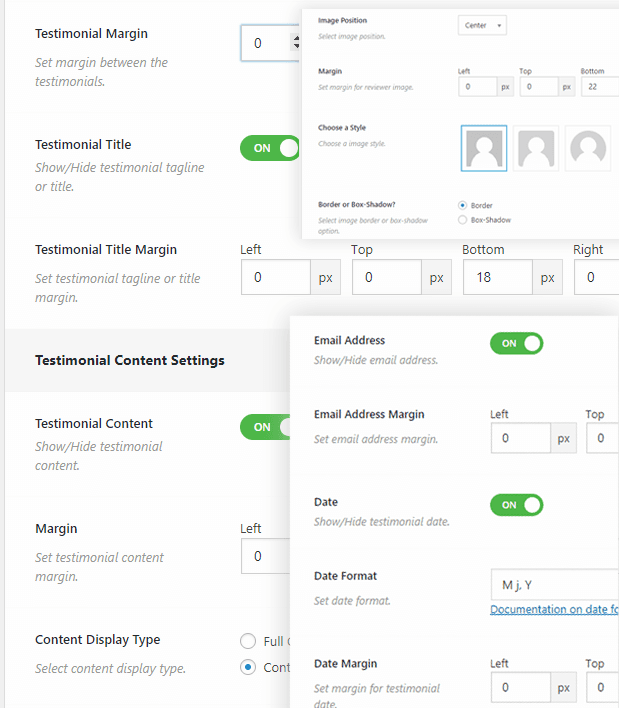 Testimonial Margin
Set margin between the
testimonials.
0
Testimonial Title
Show/Hide testimonial tagline
or title.
ON
Testimonial Title Margin
Set testimonial tagline or title
margin.
Left Top Bottom Right
0 px 0 px 18 px 0
Testimonial Content Settings
Testimonial Content
Show/Hide testimonial
content.
ON
Margin
Set testimonial content
margin.
Left
0
Content Display Type
Select content display type.
Full
Cont
Image Position
Select image position.
Center
Margin
Set margin for reviewer image.
Left Top Bottom
0 px 0 px 22
Choose a Style
Choose a image style.
Border or Box-Shadow?
Select image border or box-shadow
option.
Border
Box-Shadow
Email Address
Show/Hide email address.
ON
Email Address Margin
Set email address margin.
Left Top
0 px 0
Date
Show/Hide testimonial date.
ON
Date Format
Set date format.
M j, Y
Documentation on date fo
Date Margin
Set margin for testimonial
date.
Left Top
0 px 0